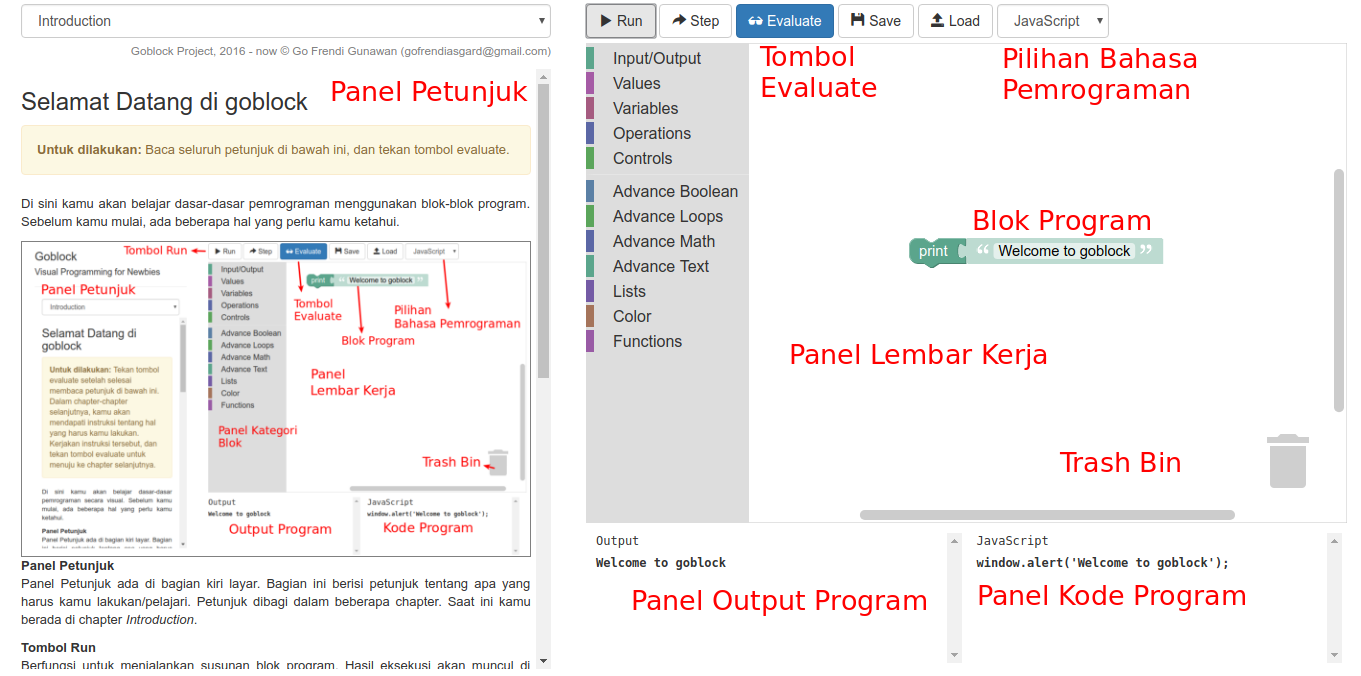 Introduction
Goblock Project, 2016 - now © Go Frendi Gunawan (gofrendiasgard@gmail.com)
Selamat Datang di goblock
Panel Petunjuk
Untuk dilakukan: Baca seluruh petunjuk di bawah ini, dan tekan tombol evaluate.
Di sini kamu akan belajar dasar-dasar pemrograman menggunakan blok-blok program.
Sebelum kamu mulai, ada beberapa hal yang perlu kamu ketahui.
Goblock
Visual Programming for Newbies
Panel Petunjuk
Introduction
Selamat Datang di
goblock
Untuk dilakukan: Tekan tombol
evaluate setelah selesai
membaca petunjuk di bawah ini.
Dalam chapter-chapter
selanjutnya, kamu akan
mendapati instruksi tentang hal
yang harus kamu lakukan.
Kerjakan instruksi tersebut, dan
tekan tombol evaluate untuk
menuju ke chapter selanjutnya.
Di sini kamu akan belajar dasar-dasar
pemrograman secara visual. Sebelum kamu
mulai, ada beberapa hal yang perlu kamu
ketahui.
Panel Petunjuk
Panel Petunjuk ada di bagian kiri layar. Bagian
Tombol Run
Run
Step
Evaluate
Save
Load
JavaScript
Input/Output
Values
Variables
Operations
Controls
Advance Boolean
Advance Loops
Advance Math
Advance Text
Lists
Color
Functions
Panel Kategori
Blok
print “ Welcome to goblock ”
Tombol
Evaluate
Blok Program
Pilihan
Bahasa Pemrograman
Panel
Lembar Kerja
Trash Bin
Output
Welcome to goblock
Output Program
JavaScript
window.alert('Welcome to goblock');
Kode Program
Panel Petunjuk
Panel Petunjuk ada di bagian kiri layar. Bagian ini berisi petunjuk tentang apa yang
harus kamu lakukan/pelajari. Petunjuk dibagi dalam beberapa chapter. Saat ini kamu
berada di chapter Introduction.
Tombol Run
Berfungsi untuk menjalankan susunan blok program. Hasil eksekusi akan muncul di
Run
Step
Evaluate
Save
Load
JavaScript
Input/Output
Values
Variables
Operations
Controls
Advance Boolean
Advance Loops
Advance Math
Advance Text
Lists
Color
Functions
Tombol
Evaluate
Pilihan Bahasa
Pemrograman
Blok Program
print “ Welcome to goblock ”
Panel Lembar Kerja
Trash Bin
Output
Welcome to goblock
Panel Output Program
JavaScript
window.alert('Welcome to goblock');
Panel Kode Program